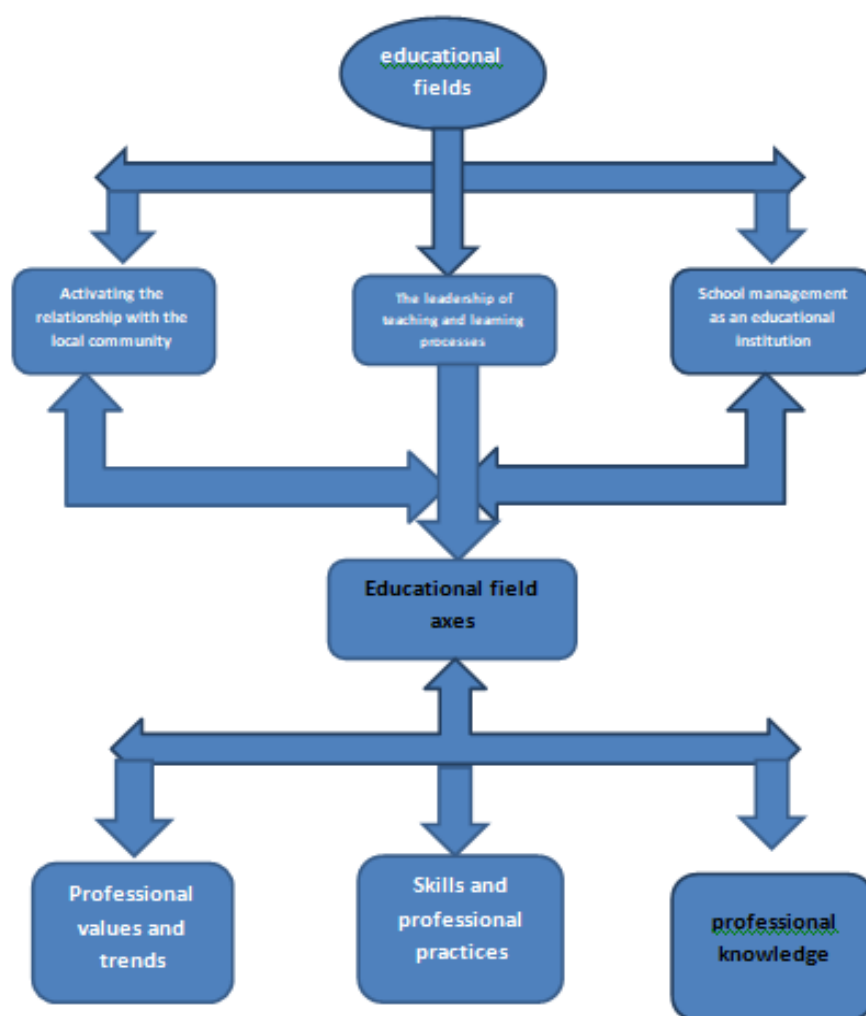 educational
fields
Activating the
relationship with the
local community
The leadership of
teaching and learning
processes
School management
as an educational
institution
Educational field
axes
Professional
values and
trends
Skills and
professional
practices
professional
knowledge